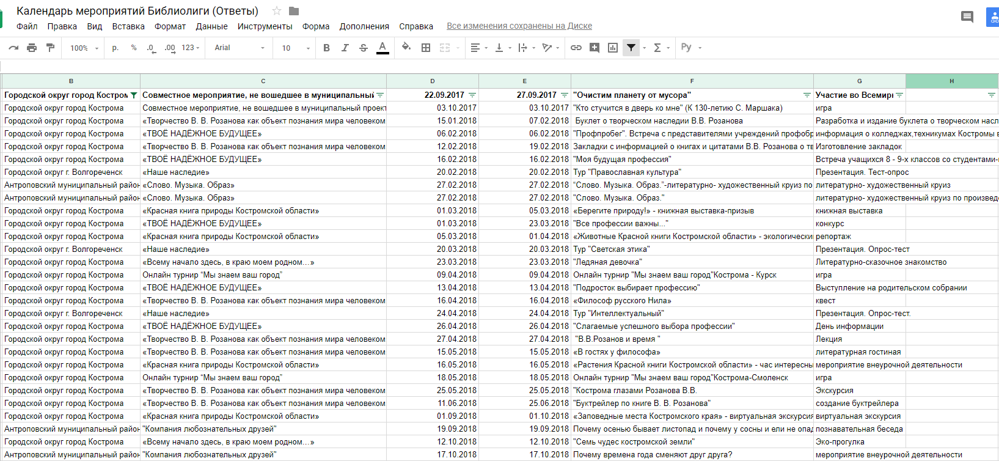 Календарь мероприятий Библиолиги (Ответы)
Файл Правка Вид Вставка Формат Данные Инструменты Форма Дополнения Справка Все изменения сохранены на Диске
100% р. % .0 .00 123 Arial 10 B I S A Σ Ру
B C D E F G H
Городской округ город Костром Совместное мероприятие, не вошедшее в муниципальный 22.09.2017 27.09.2017 "Очистим планету от мусора" Участие во Всемирн
Городской округ город Кострома Совместное мероприятие, не вошедшее в муниципальный проект 03.10.2017 03.10.2017 "Кто стучится в дверь ко мне" (К 130-летию С. Маршака) игра
Городской округ город Кострома «Творчество В. В. Розанова как объект познания мира человеком 15.01.2018 07.02.2018 Буклет о творческом наследии В.В. Розанова Разработка и издание буклета о творческом насл
Городской округ город Кострома «ТВОЁ НАДЁЖНОЕ БУДУЩЕЕ» 06.02.2018 06.02.2018 "Профпробег". Встреча с представителями учреждений профобр информация о колледжах,техникумах Костромы в
Городской округ город Кострома «Творчество В. В. Розанова как объект познания мира человеком 12.02.2018 19.02.2018 Закладки с информацией о книгах и цитатами В.В. Розанова о тв Изготовление закладок
Городской округ город Кострома «ТВОЁ НАДЁЖНОЕ БУДУЩЕЕ» 16.02.2018 16.02.2018 "Моя будущая профессия" Встреча учащихся 8 - 9-х классов со студентами-
Городской округ г. Волгореченск «Наше наследие» 20.02.2018 20.02.2018 Тур "Православная культура" Презентация. Тест-опрос
Антроповский муниципальный район «Слово. Музыка. Образ» 27.02.2018 27.02.2018 “Слово. Музыка. Образ.”-литературно- художественный круиз по литературно- художественный круиз
Антроповский муниципальный район «Слово. Музыка. Образ» 27.02.2018 27.02.2018 "Слово. Музыка. Образ." литературно- художественный круиз по произвед
Городской округ город Кострома «Красная книга природы Костромской области» 01.03.2018 05.03.2018 «Берегите природу!» - книжная выставка-призыв книжная выставка
Городской округ город Кострома «ТВОЁ НАДЁЖНОЕ БУДУЩЕЕ» 01.03.2018 23.03.2018 "Все профессии важны..." конкурс
Городской округ город Кострома «Красная книга природы Костромской области» 05.03.2018 01.04.2018 «Животные Красной книги Костромской области» - экологически репортаж
Городской округ г. Волгореченск «Наше наследие» 20.03.2018 20.03.2018 Тур "Светская этика" Презентация. Опрос-тест
Городской округ город Кострома «Всему начало здесь, в краю моем родном...» 23.03.2018 23.03.2018 "Ледяная девочка" Литературно-сказочное знакомство
Городской округ город Кострома Онлайн турнир “Мы знаем ваш город” 09.04.2018 09.04.2018 Онлайн турнир "Мы знаем ваш город"Кострома - Курск игра
Городской округ город Кострома «ТВОЁ НАДЁЖНОЕ БУДУЩЕЕ» 13.04.2018 13.04.2018 "Подросток выбирает профессию" Выступление на родительском собрании
Городской округ город Кострома «Творчество В. В. Розанова как объект познания мира человеком 16.04.2018 16.04.2018 «Философ русского Нила» квест
Городской округ г. Волгореченск «Наше наследие» 24.04.2018 24.04.2018 Тур "Интеллектуальный" Презентация. Опрос-тест.
Городской округ город Кострома «ТВОЁ НАДЁЖНОЕ БУДУЩЕЕ» 26.04.2018 26.04.2018 "Слагаемые успешного выбора профессии" День информации
Городской округ город Кострома «Творчество В. В. Розанова как объект познания мира человеком 27.04.2018 27.04.2018 "В.В.Розанов и время " Лекция
Городской округ город Кострома «Творчество В. В. Розанова как объект познания мира человеком 15.05.2018 15.05.2018 «В гостях у философа» литературная гостиная
Городской округ город Кострома «Красная книга природы Костромской области» 16.05.2018 16.05.2018 «Растения Красной книги Костромской области» - час интересны мероприятие внеурочной деятельности
Городской округ город Кострома Онлайн турнир “Мы знаем ваш город” 18.05.2018 18.05.2018 Онлайн турнир "Мы знаем ваш город"Кострома-Смоленск игра
Городской округ город Кострома «Творчество В. В. Розанова как объект познания мира человеком 25.05.2018 25.05.2018 "Кострома глазами Розанова В.В. Экскурсия
Городской округ город Кострома «Творчество В. В. Розанова как объект познания мира человеком 11.06.2018 25.06.2018 "Буктрейлер по книге В. В. Розанова" создание буктрейлера
Городской округ город Кострома «Красная книга природы Костромской области» 01.09.2018 01.10.2018 «Заповедные места Костромского края» - виртуальная экскурсия виртуальная экскурсия
Антроповский муниципальный район "Компания любознательных друзей" 19.09.2018 19.09.2018 Почему осенью бывает листопад и почему у сосны и ели не опад познавательная беседа
Городской округ город Кострома «Всему начало здесь, в краю моем родном...» 12.10.2018 12.10.2018 "Семь чудес костромской земли" Эко-прогулка
Антроповский муниципальный район "Компания любознательных друзей" 17.10.2018 17.10.2018 Почему времена года сменяют друг друга? мероприятие внеурочной деятельности